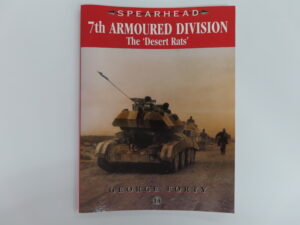 SPEARHEAD
7th ARMOURED DIVISION
The 'Desert Rats'
GEORGE FORTY